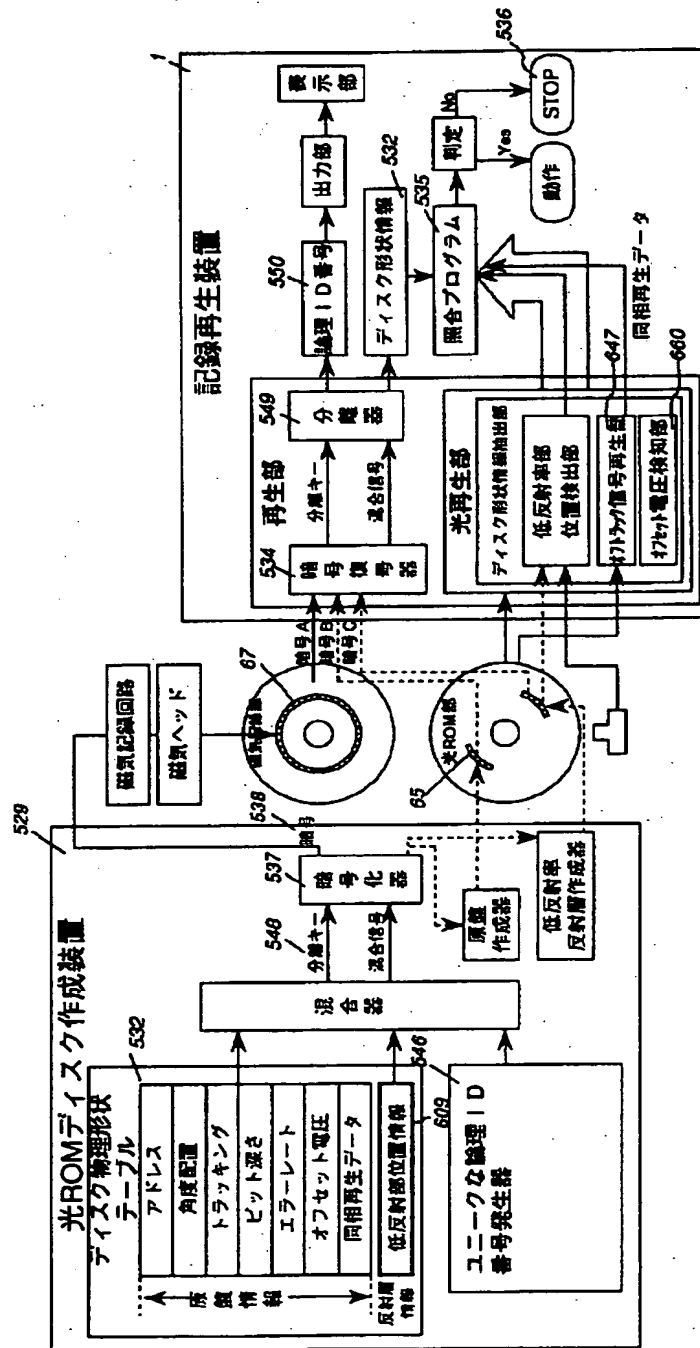 光ROMディスク作成装置
529
ディスク物理形状
テーブル
532
アドレス
角度配置
トラッキング
ピット深さ
エラーレート
オフセット電圧
同相再生データ
原盤情報
低反射部位置情報
609
反射層
情報
ユニークな論理ID
番号発生器
546
混合器
分離キー
548
混合信号
暗号化器
537
暗号
538
原盤
作成器
低反射率
反射層作成器
磁気記録回路
磁気ヘッド
67
光ROM部
65
記録再生装置
1
再生部
暗号A
暗号B
暗号C
暗号復号器
534
分離キー
混合信号
分離器
549
論理ID番号
550
出力部
表示部
ディスク形状情報
532
照合プログラム
535
判定
No
Yes
STOP
536
動作
光再生部
ディスク形状情報抽出部
低反射率部
位置検出部
オフトラック信号再生部
647
オフセット電圧検知部
660
同相再生データ